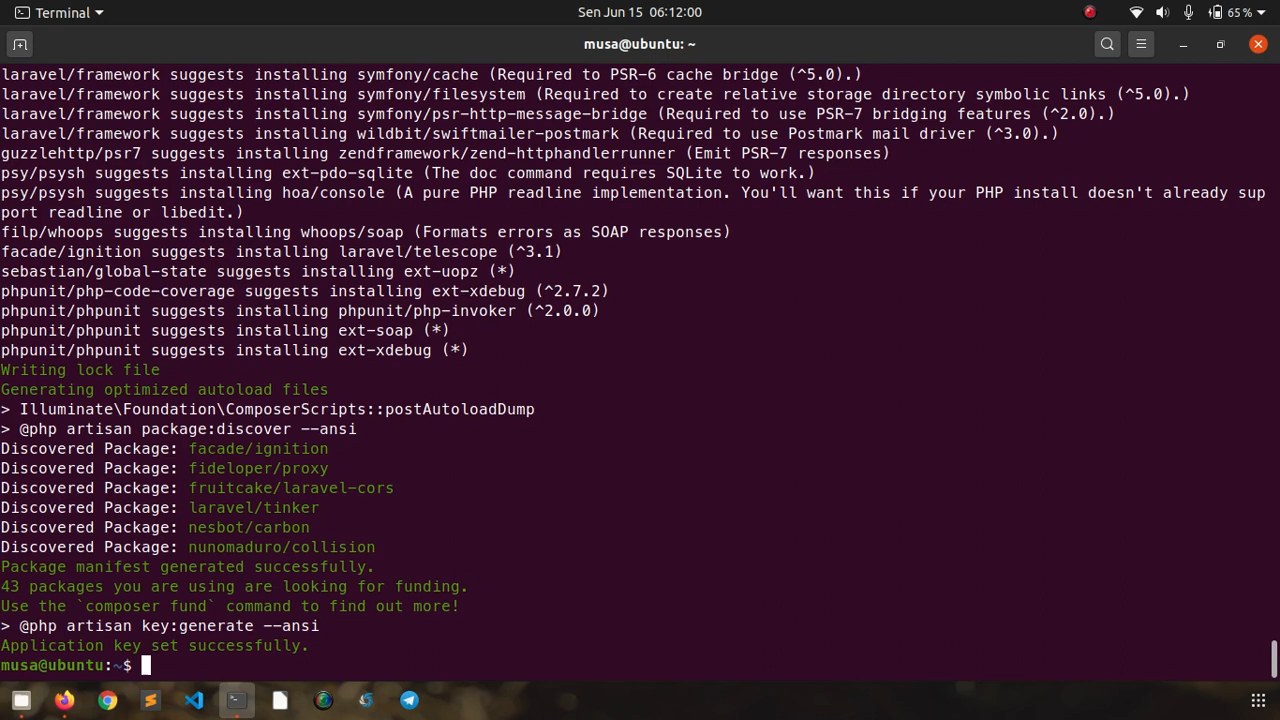 Terminal
Sen Jun 15 06:12:00
65 %
musa@ubuntu: ~
laravel/framework suggests installing symfony/cache (Required to PSR-6 cache bridge (^5.0).)
laravel/framework suggests installing symfony/filesystem (Required to create relative storage directory symbolic links (^5.0).)
laravel/framework suggests installing symfony/psr-http-message-bridge (Required to use PSR-7 bridging features (^2.0).)
laravel/framework suggests installing wildbit/swiftmailer-postmark (Required to use Postmark mail driver (^3.0).)
guzzlehttp/psr7 suggests installing zendframework/zend-httphandlerrunner (Emit PSR-7 responses)
psy/psysh suggests installing ext-pdo-sqlite (The doc command requires SQLite to work.)
psy/psysh suggests installing hoa/console (A pure PHP readline implementation. You'll want this if your PHP install doesn't already sup
port readline or libedit.)
filp/whoops suggests installing whoops/soap (Formats errors as SOAP responses)
facade/ignition suggests installing laravel/telescope (^3.1)
sebastian/global-state suggests installing ext-uopz (*)
phpunit/php-code-coverage suggests installing ext-xdebug (^2.7.2)
phpunit/phpunit suggests installing phpunit/php-invoker (^2.0.0)
phpunit/phpunit suggests installing ext-soap (*)
phpunit/phpunit suggests installing ext-xdebug (*)
Writing lock file
Generating optimized autoload files
> Illuminate\Foundation\ComposerScripts::postAutoloadDump
> @php artisan package:discover --ansi
Discovered Package: facade/ignition
Discovered Package: fideloper/proxy
Discovered Package: fruitcake/laravel-cors
Discovered Package: laravel/tinker
Discovered Package: nesbot/carbon
Discovered Package: nunomaduro/collision
Package manifest generated successfully.
43 packages you are using are looking for funding.
Use the `composer fund` command to find out more!
> @php artisan key:generate --ansi
Application key set successfully.
musa@ubuntu:~$